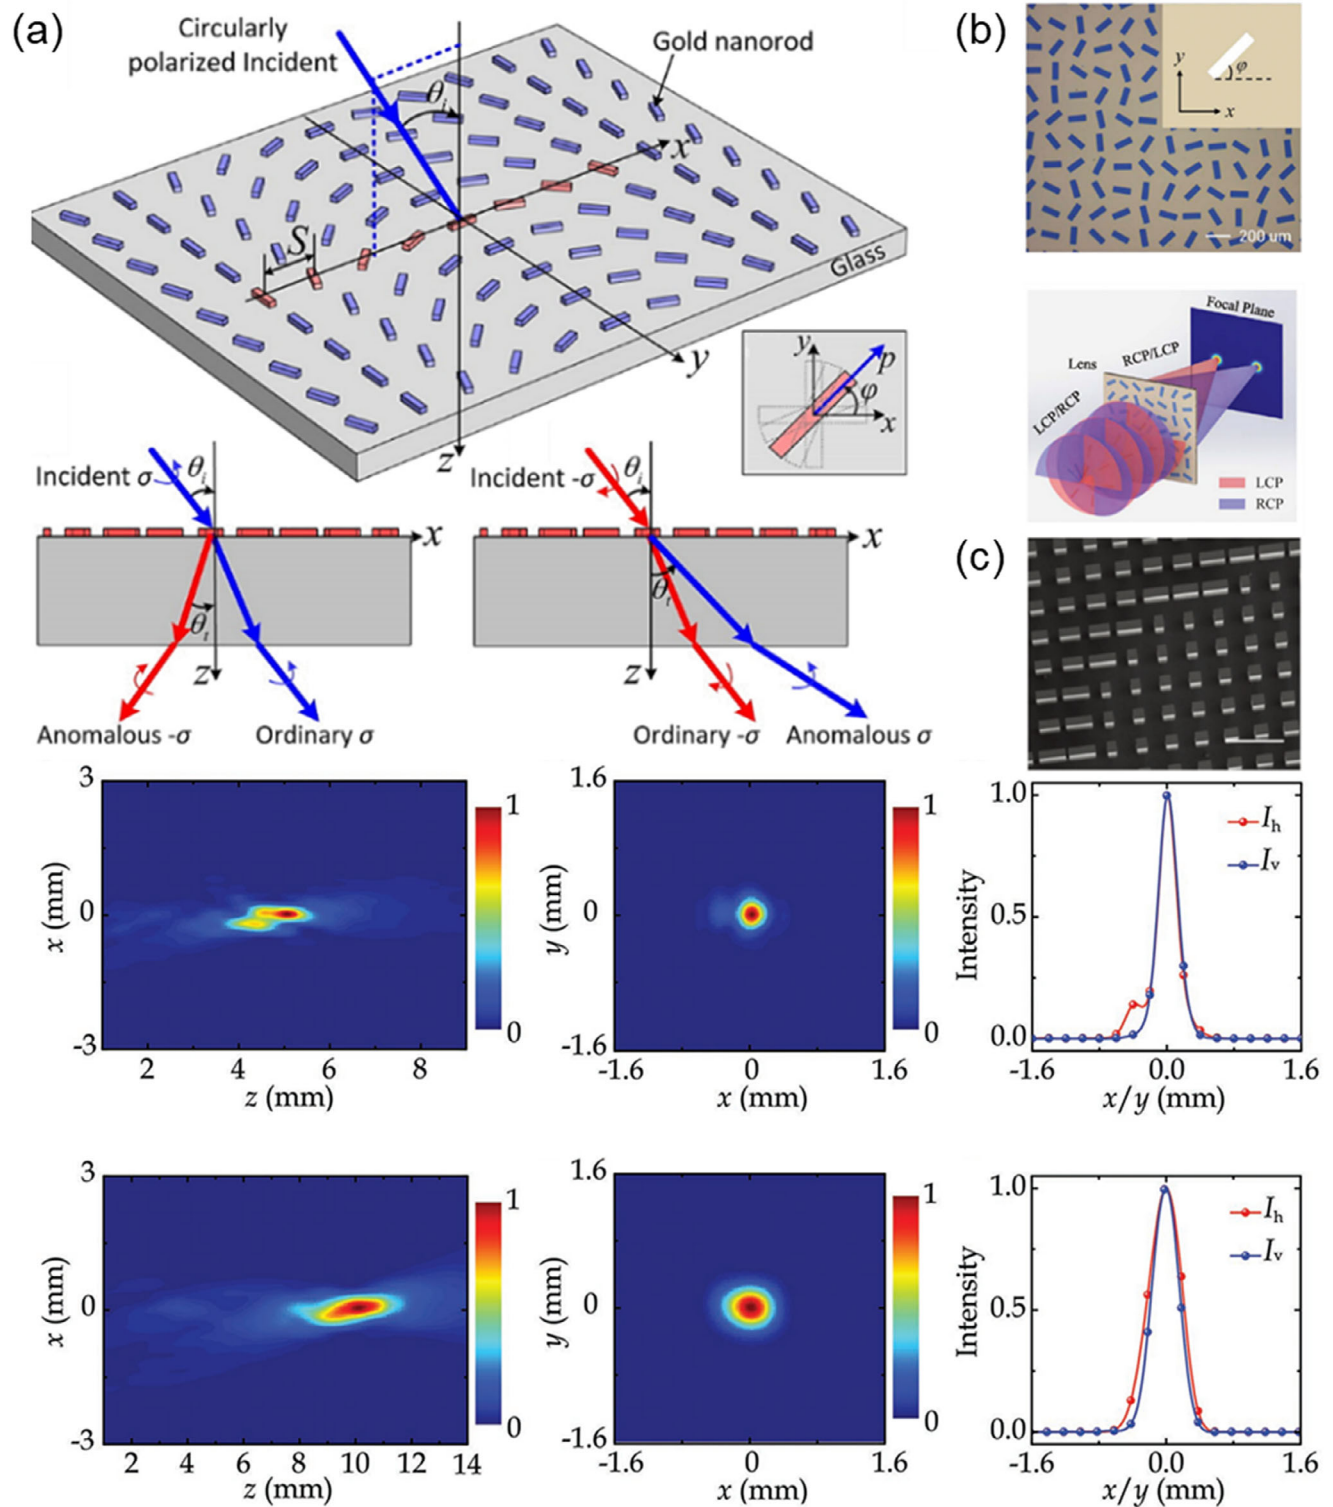 (a)
Circularly
polarized Incident
Gold nanorod
θi
x
S
Glass
y
z
y
p
φ
x
Incident σ
θi
x
θt
z
Anomalous -σ
Ordinary σ
Incident -σ
θi
x
θt
z
Ordinary -σ
Anomalous σ
(b)
y
φ
x
200 um
Focal Plane
RCP/LCP
Lens
LCP/RCP
LCP
RCP
(c)
3
0
-3
x (mm)
2 4 6 8
z (mm)
1
0
1.6
0
-1.6
y (mm)
-1.6 0 1.6
x (mm)
1
0
1.0
0.5
0.0
Intensity
Ih
Iv
-1.6 0.0 1.6
x/y (mm)
3
0
-3
x (mm)
2 4 6 8 10 12 14
z (mm)
1
0
1.6
0
-1.6
y (mm)
-1.6 0 1.6
x (mm)
1
0
1.0
0.5
0.0
Intensity
Ih
Iv
-1.6 0.0 1.6
x/y (mm)